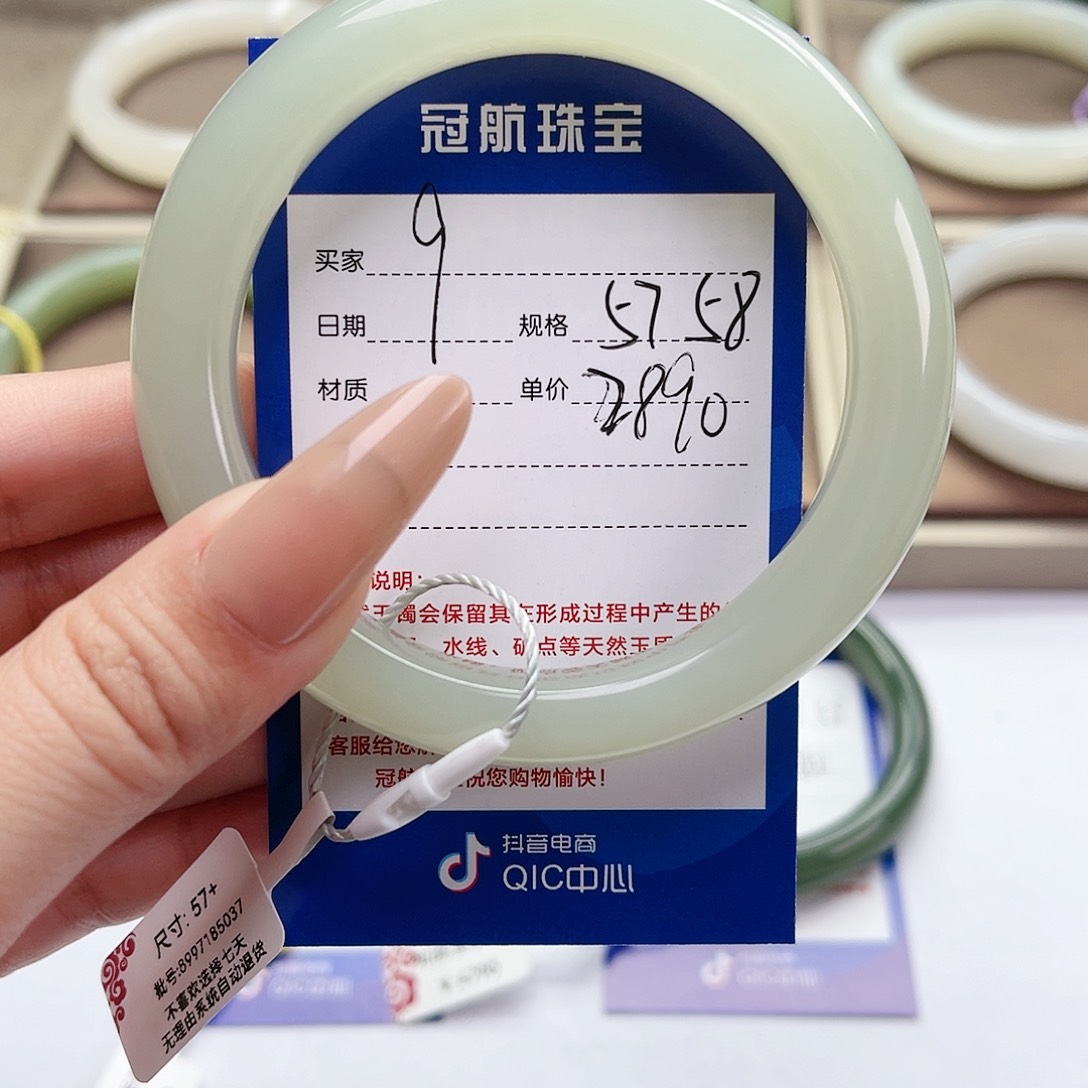 冠航珠宝
买家
9
日期
规格 57 58
材质
单价 2890
说明：
玉镯会保留其在形成过程中产生的
水线、矿点等天然玉质
客服给您
冠航 祝您购物愉快！
抖音电商
QIC中心
尺寸: 57+
批号:899718S037
不喜欢选择七天
无理由系统自动退货